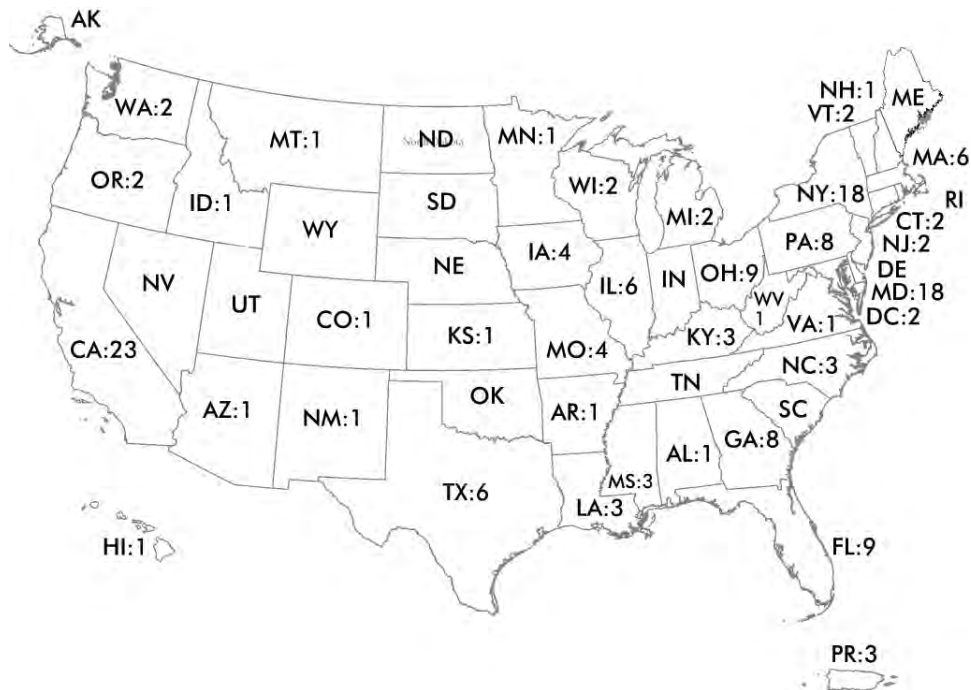 AK
WA:2
MT:1
ND
MN:1
NH:1
VT:2
ME
OR:2
ID:1
WY
SD
WI:2
MI:2
NY:18
MA:6
RI
CT:2
NJ:2
PA:8
NV
UT
CO:1
NE
IA:4
IL:6
IN
OH:9
WV
1
DE
MD:18
DC:2
VA:1
CA:23
KS:1
MO:4
KY:3
NC:3
AZ:1
NM:1
OK
AR:1
TN
SC
TX:6
LA:3
MS:3
AL:1
GA:8
HI:1
FL:9
PR:3